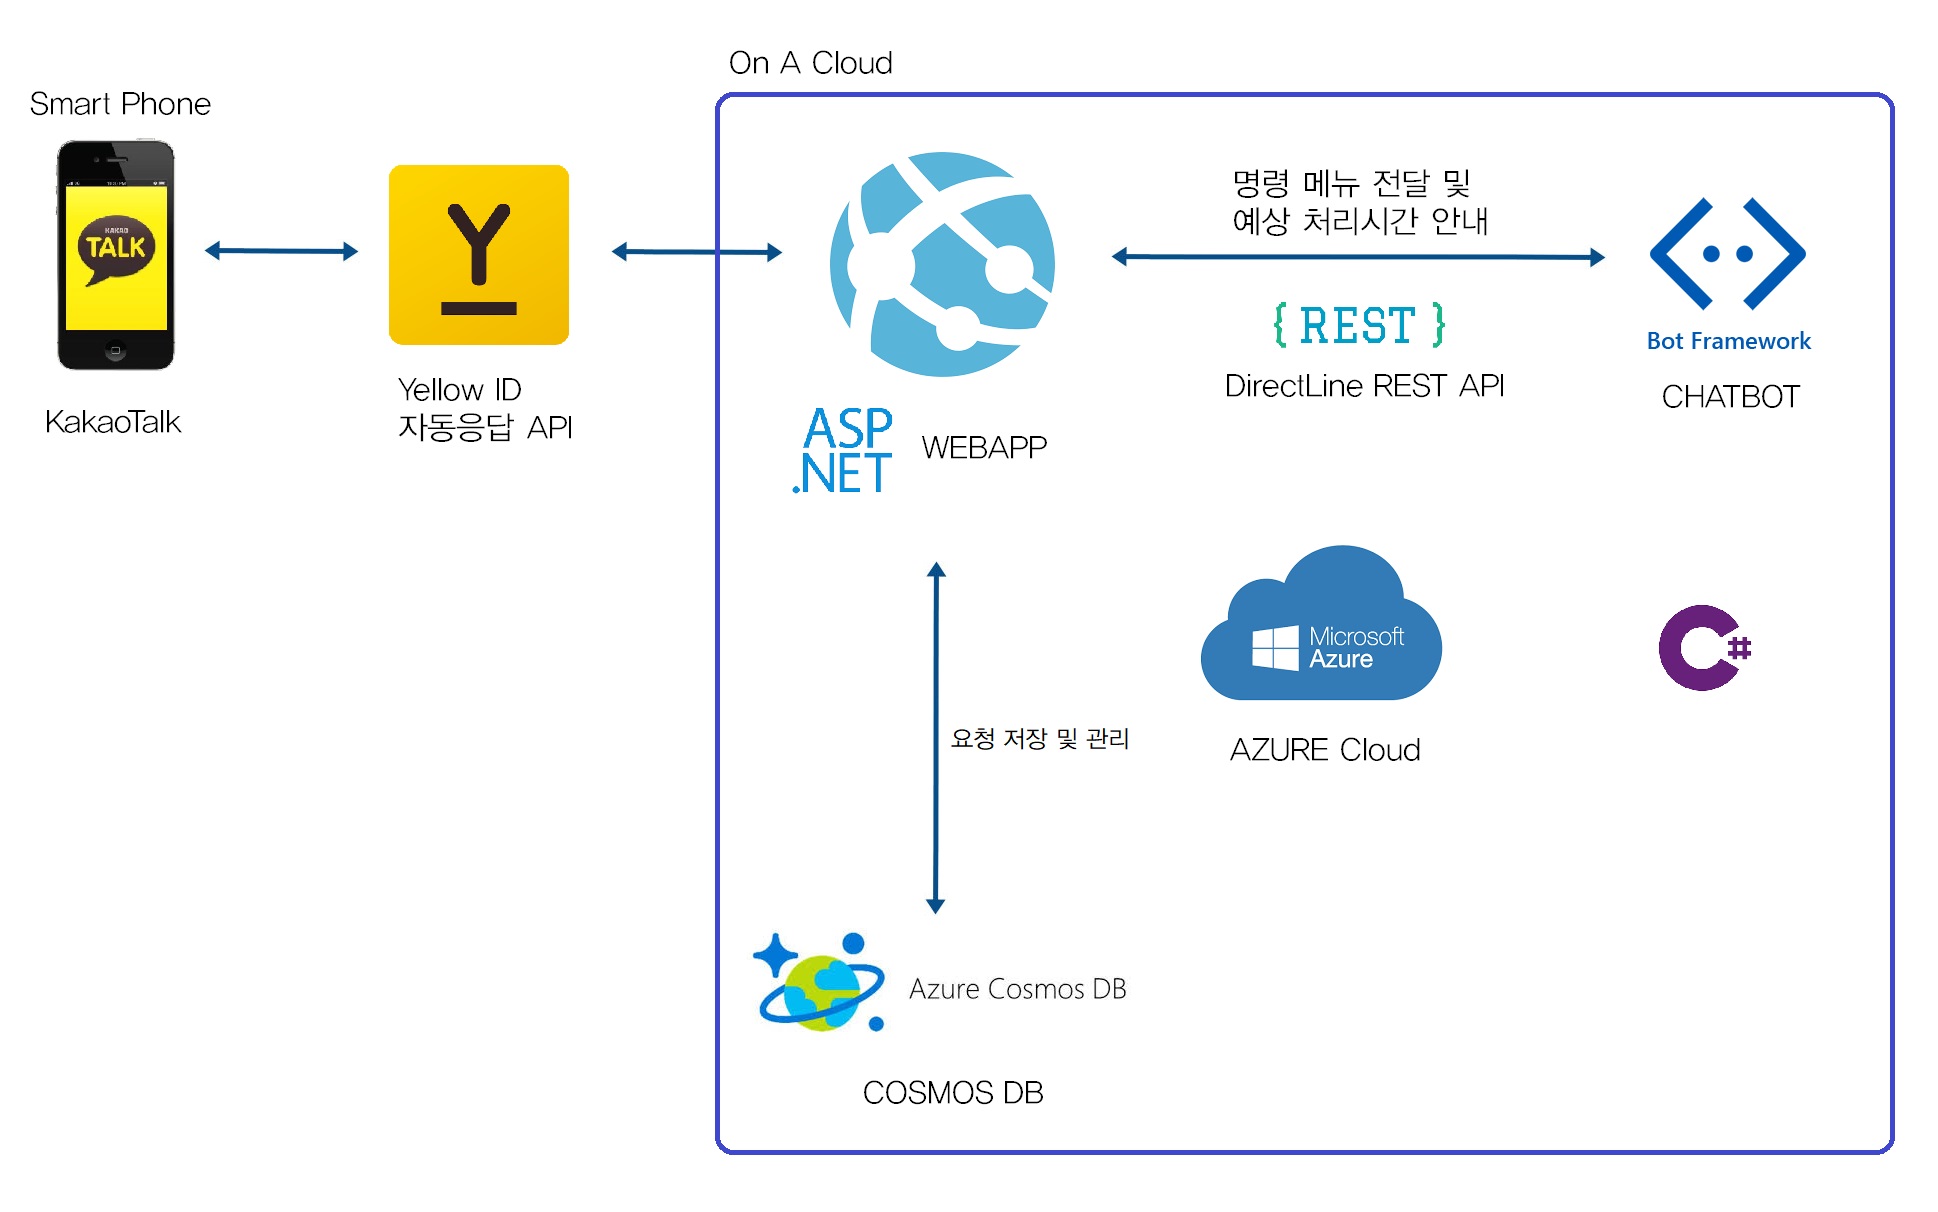 On A Cloud
Smart Phone
KAKAO
TALK
KakaoTalk
Y
Yellow ID
자동응답 API
ASP
.NET
WEBAPP
명령 메뉴 전달 및
예상 처리시간 안내
{ REST }
DirectLine REST API
Bot Framework
CHATBOT
요청 저장 및 관리
Microsoft
Azure
AZURE Cloud
C#
Azure Cosmos DB
COSMOS DB